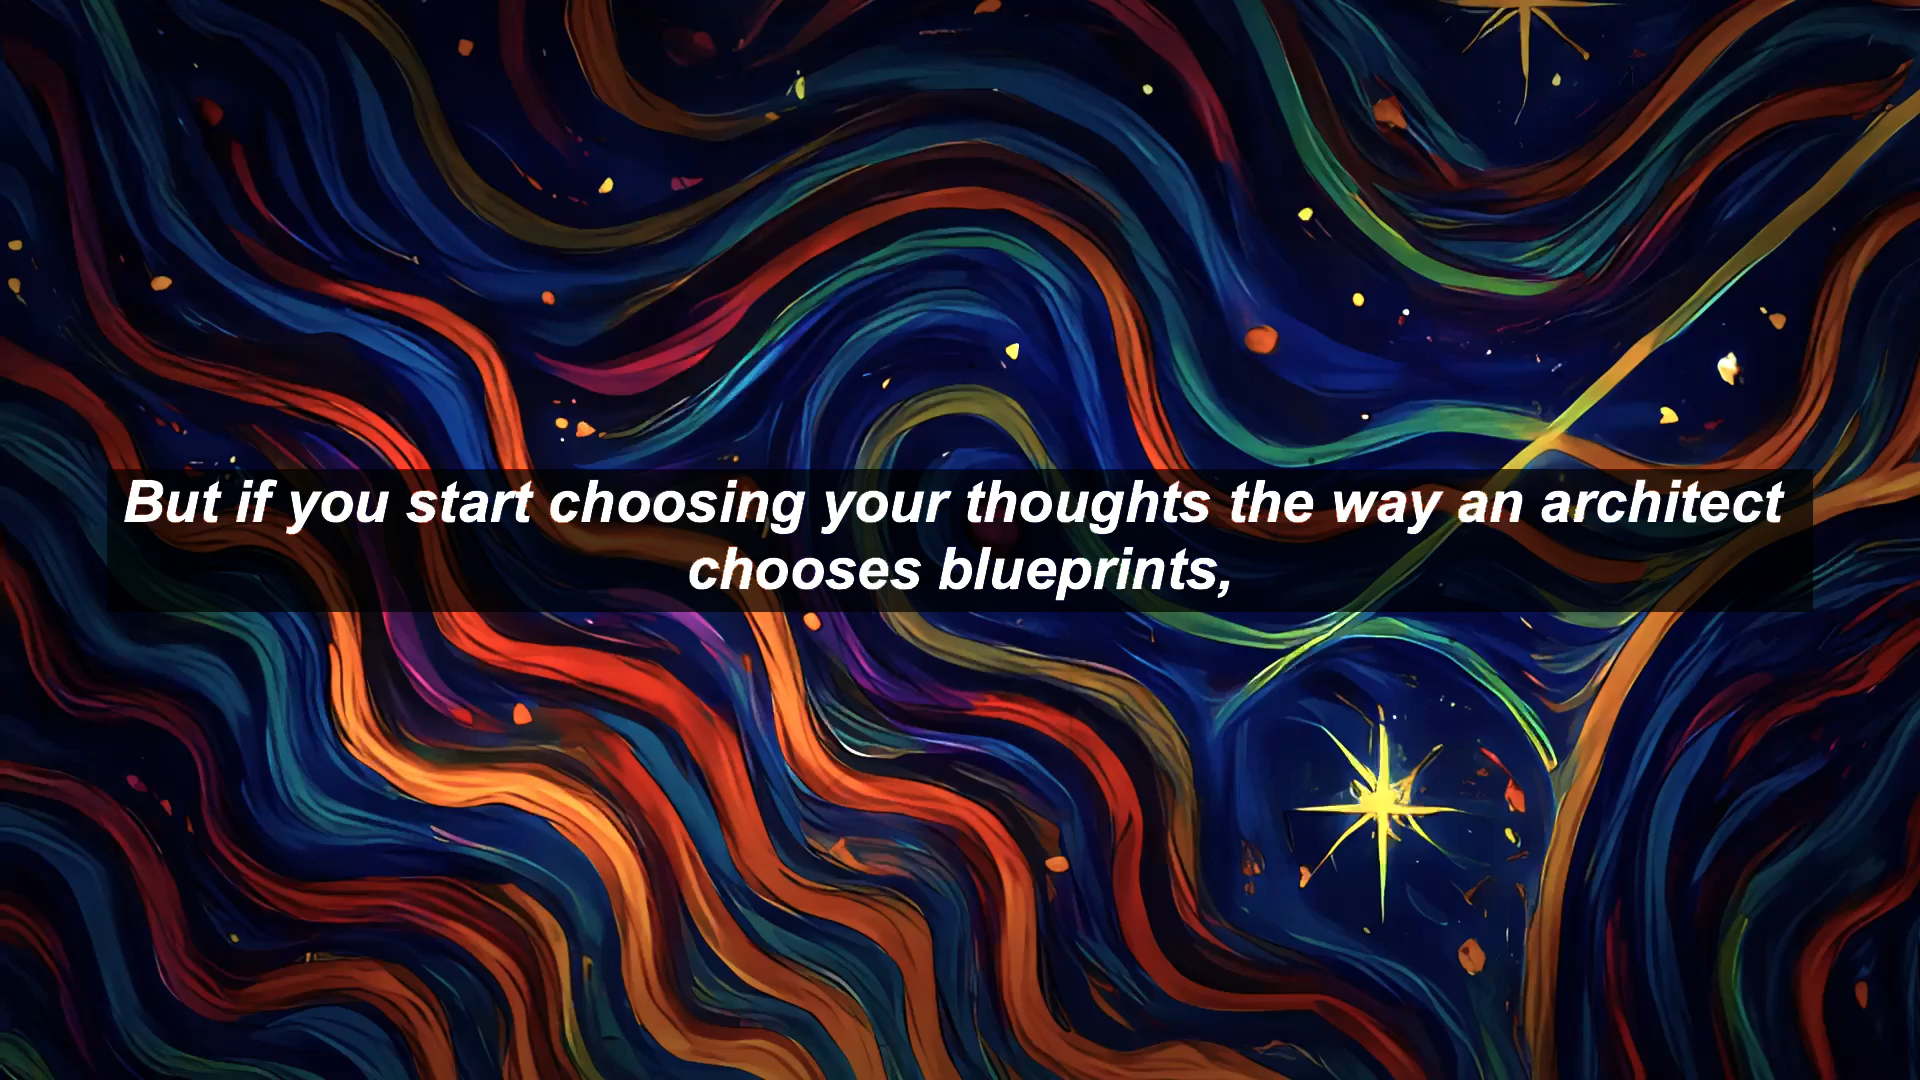 But if you start choosing your thoughts the way an architect
chooses blueprints,